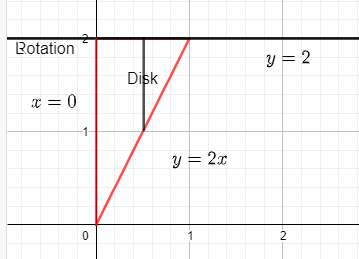 2
Rotation
y = 2
Disk
x = 0
1
y = 2x
0
1
2